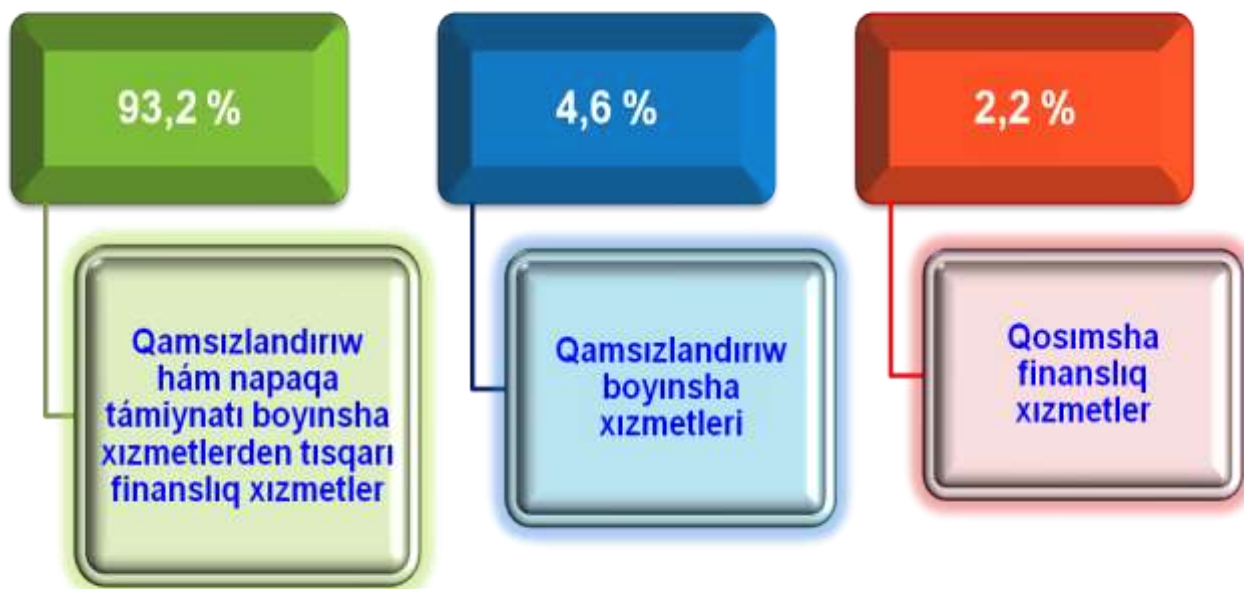 93,2 %
4,6 %
2,2 %
Qamsızlandırıw
hám napaqa
támiynatı boyınsha
xızmetlerden tısqarı
finanslıq xızmetler
Qamsızlandırıw
boyınsha
xızmetleri
Qosımsha
finanslıq
xızmetler